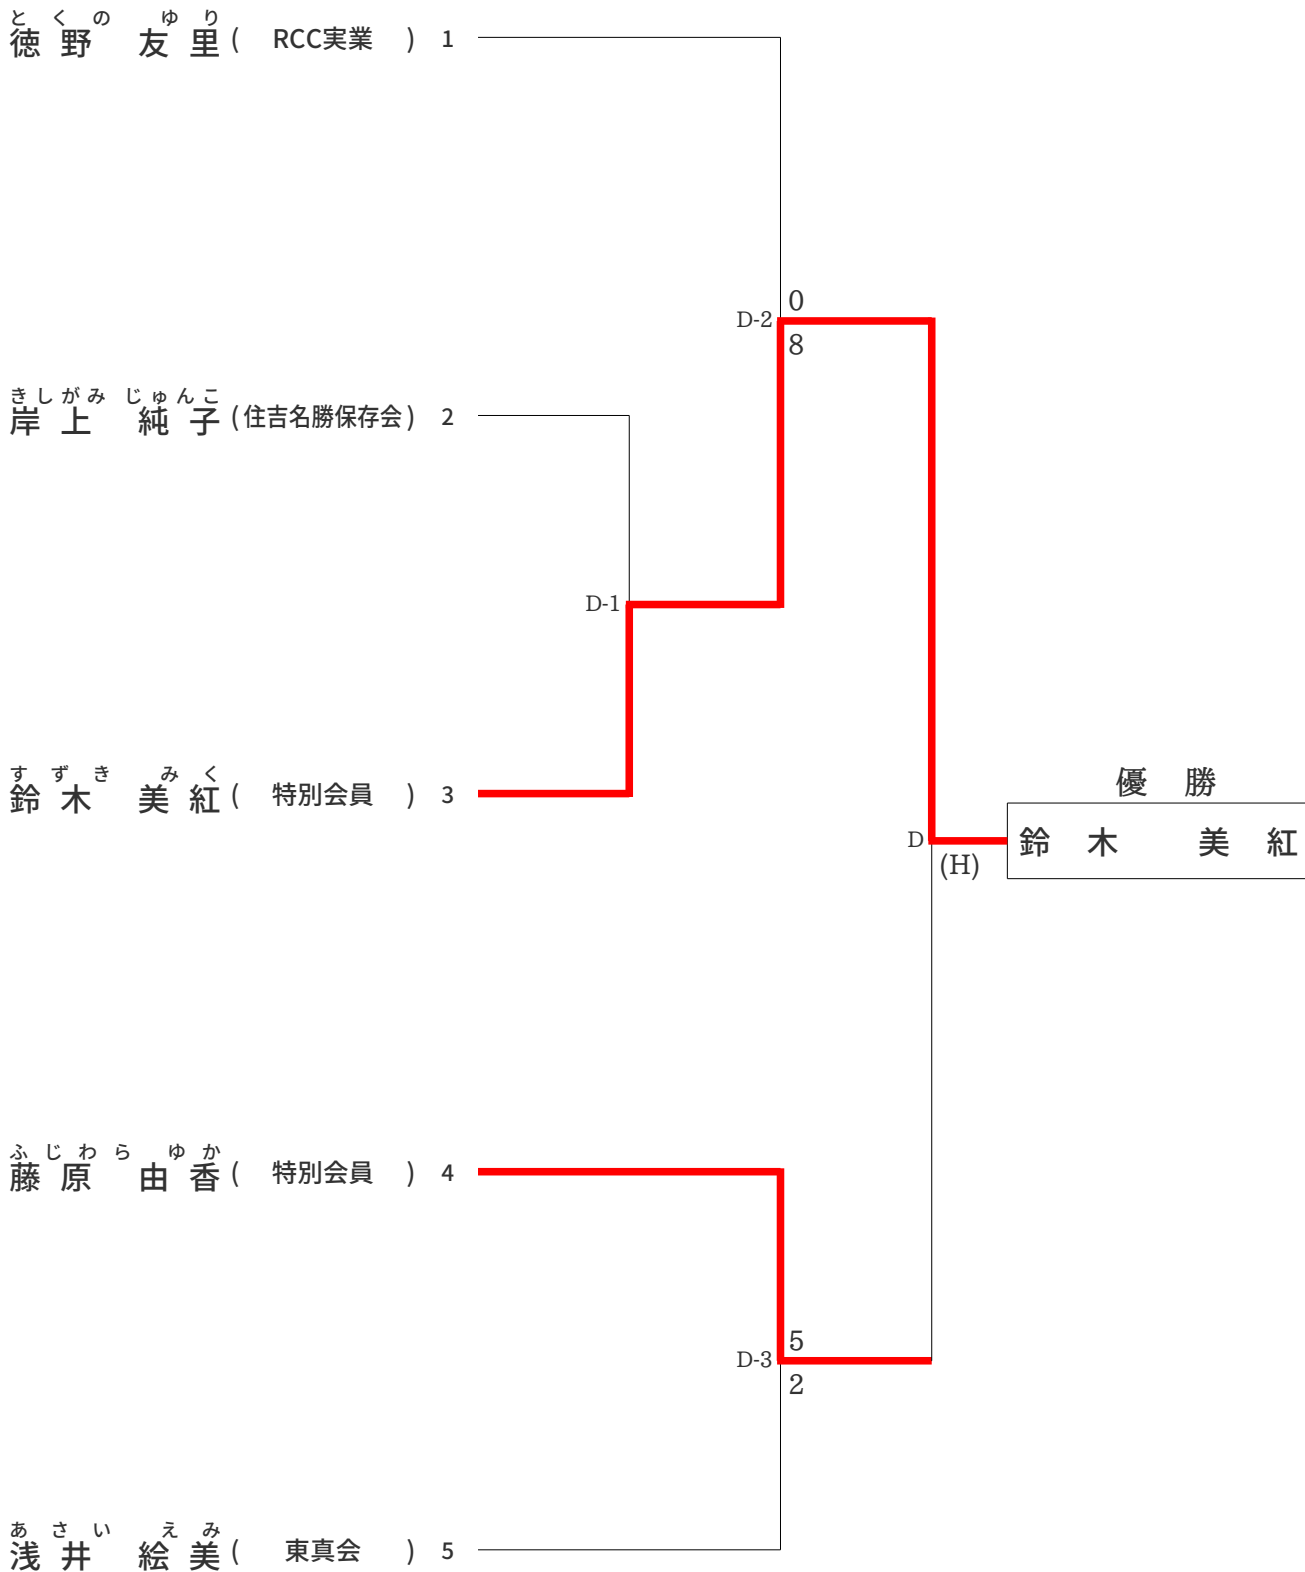 とくの ゆり
徳野 友里 ( RCC実業 ) 1
0
D-2
8
きしがみ じゅんこ
岸上 純子 (住吉名勝保存会) 2
D-1
すずき みく
鈴木 美紅 ( 特別会員 ) 3
優 勝
D
鈴木 美紅
(H)
ふじわら ゆか
藤原 由香 ( 特別会員 ) 4
5
D-3
2
あさい えみ
浅井 絵美 ( 東真会 ) 5